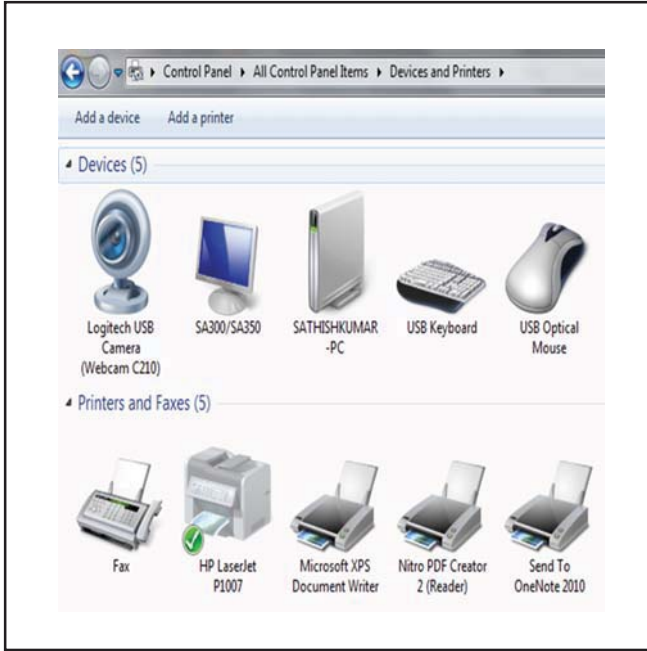 Control Panel ▸ All Control Panel Items ▸ Devices and Printers ▸
Add a device Add a printer
Devices (5)
Logitech USB
Camera
(Webcam C210)
SA300/SA350
SATHISHKUMAR
-PC
USB Keyboard
USB Optical
Mouse
Printers and Faxes (5)
Fax
HP LaserJet
P1007
Microsoft XPS
Document Writer
Nitro PDF Creator
2 (Reader)
Send To
OneNote 2010